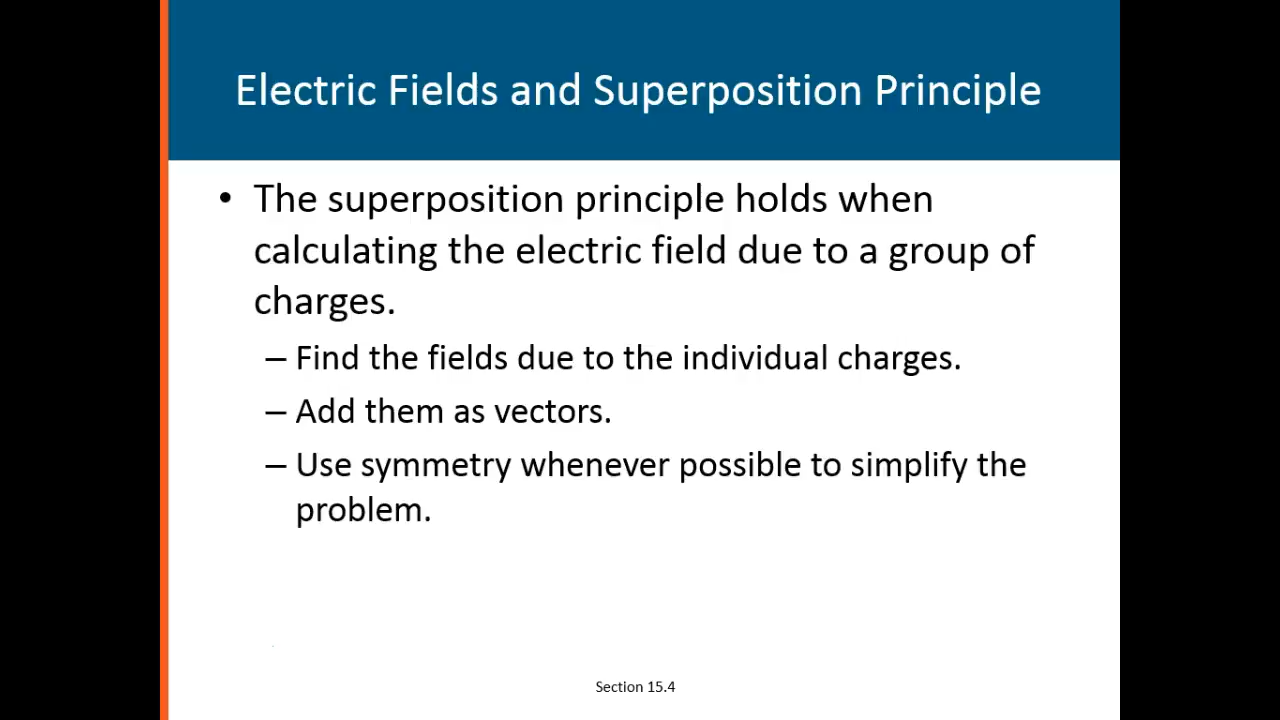 Electric Fields and Superposition Principle
• The superposition principle holds when
calculating the electric field due to a group of
charges.
– Find the fields due to the individual charges.
– Add them as vectors.
– Use symmetry whenever possible to simplify the
problem.
Section 15.4